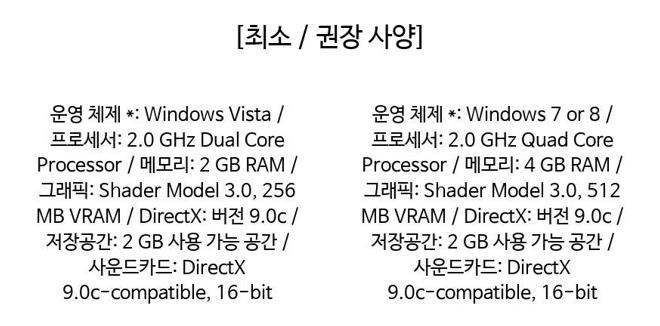 [최소 / 권장 사양]
운영 체제 *: Windows Vista /
프로세서: 2.0 GHz Dual Core
Processor / 메모리: 2 GB RAM /
그래픽: Shader Model 3.0, 256
MB VRAM / DirectX: 버전 9.0c /
저장공간: 2 GB 사용 가능 공간 /
사운드카드: DirectX
9.0c-compatible, 16-bit
운영 체제 *: Windows 7 or 8 /
프로세서: 2.0 GHz Quad Core
Processor / 메모리: 4 GB RAM /
그래픽: Shader Model 3.0, 512
MB VRAM / DirectX: 버전 9.0c /
저장공간: 2 GB 사용 가능 공간 /
사운드카드: DirectX
9.0c-compatible, 16-bit